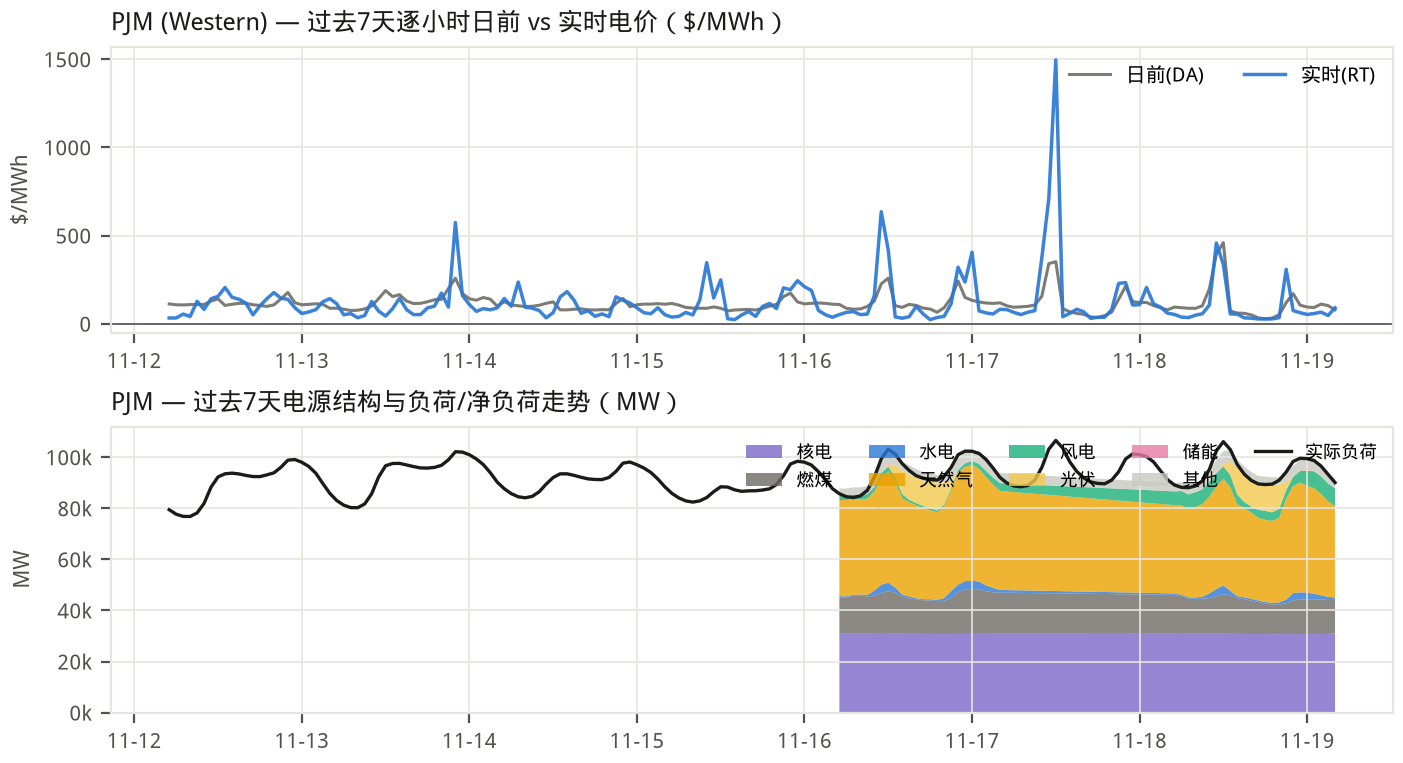 PJM (Western) — 过去7天逐小时日前 vs 实时电价（$/MWh）
1500
1000
500
0
$/MWh
日前(DA) 实时(RT)
11-12 11-13 11-14 11-15 11-16 11-17 11-18 11-19
PJM — 过去7天电源结构与负荷/净负荷走势（MW）
100k
80k
60k
40k
20k
0k
MW
核电 水电 风电 储能 实际负荷
燃煤 天然气 光伏 其他
11-12 11-13 11-14 11-15 11-16 11-17 11-18 11-19